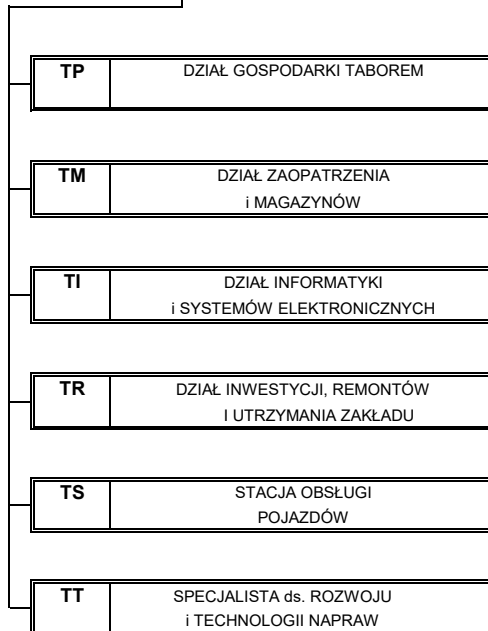 TP DZIAŁ GOSPODARKI TABOREM
TM DZIAŁ ZAOPATRZENIA
i MAGAZYNÓW
TI DZIAŁ INFORMATYKI
i SYSTEMÓW ELEKTRONICZNYCH
TR DZIAŁ INWESTYCJI, REMONTÓW
I UTRZYMANIA ZAKŁADU
TS STACJA OBSŁUGI
POJAZDÓW
TT SPECJALISTA ds. ROZWOJU
i TECHNOLOGII NAPRAW